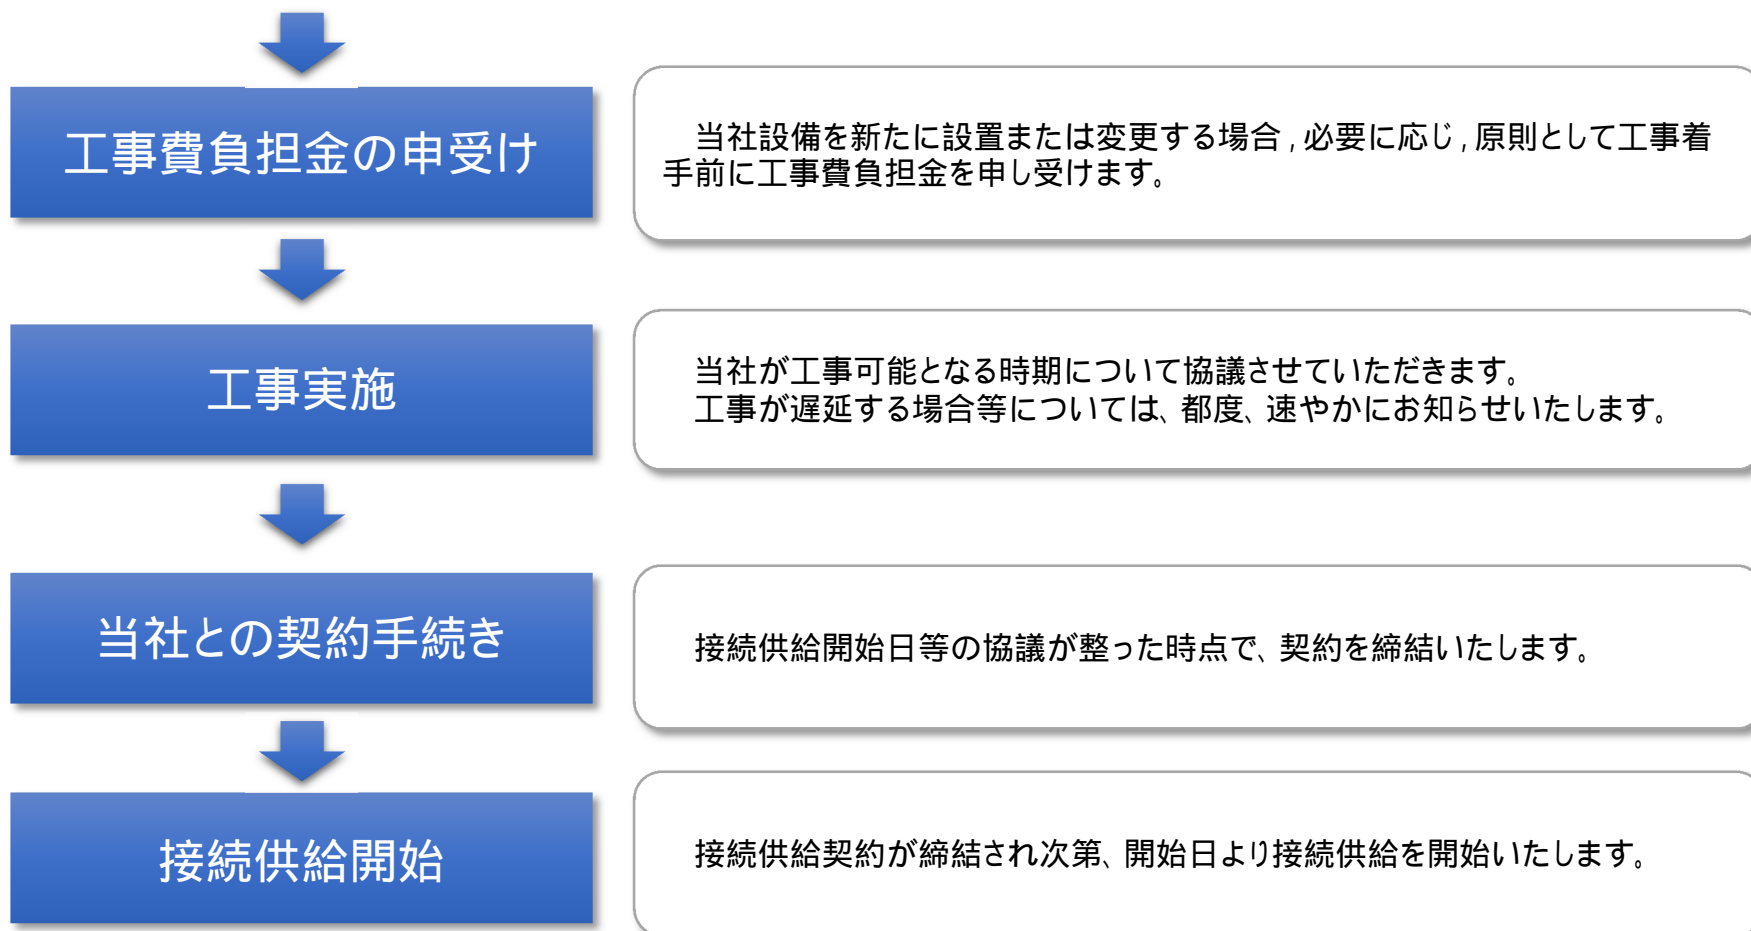 工事費負担金の申受け
当社設備を新たに設置または変更する場合,必要に応じ,原則として工事着
手前に工事費負担金を申し受けます。
工事実施
当社が工事可能となる時期について協議させていただきます。
工事が遅延する場合等については、都度、速やかにお知らせいたします。
当社との契約手続き
接続供給開始日等の協議が整った時点で、契約を締結いたします。
接続供給開始
接続供給契約が締結され次第、開始日より接続供給を開始いたします。